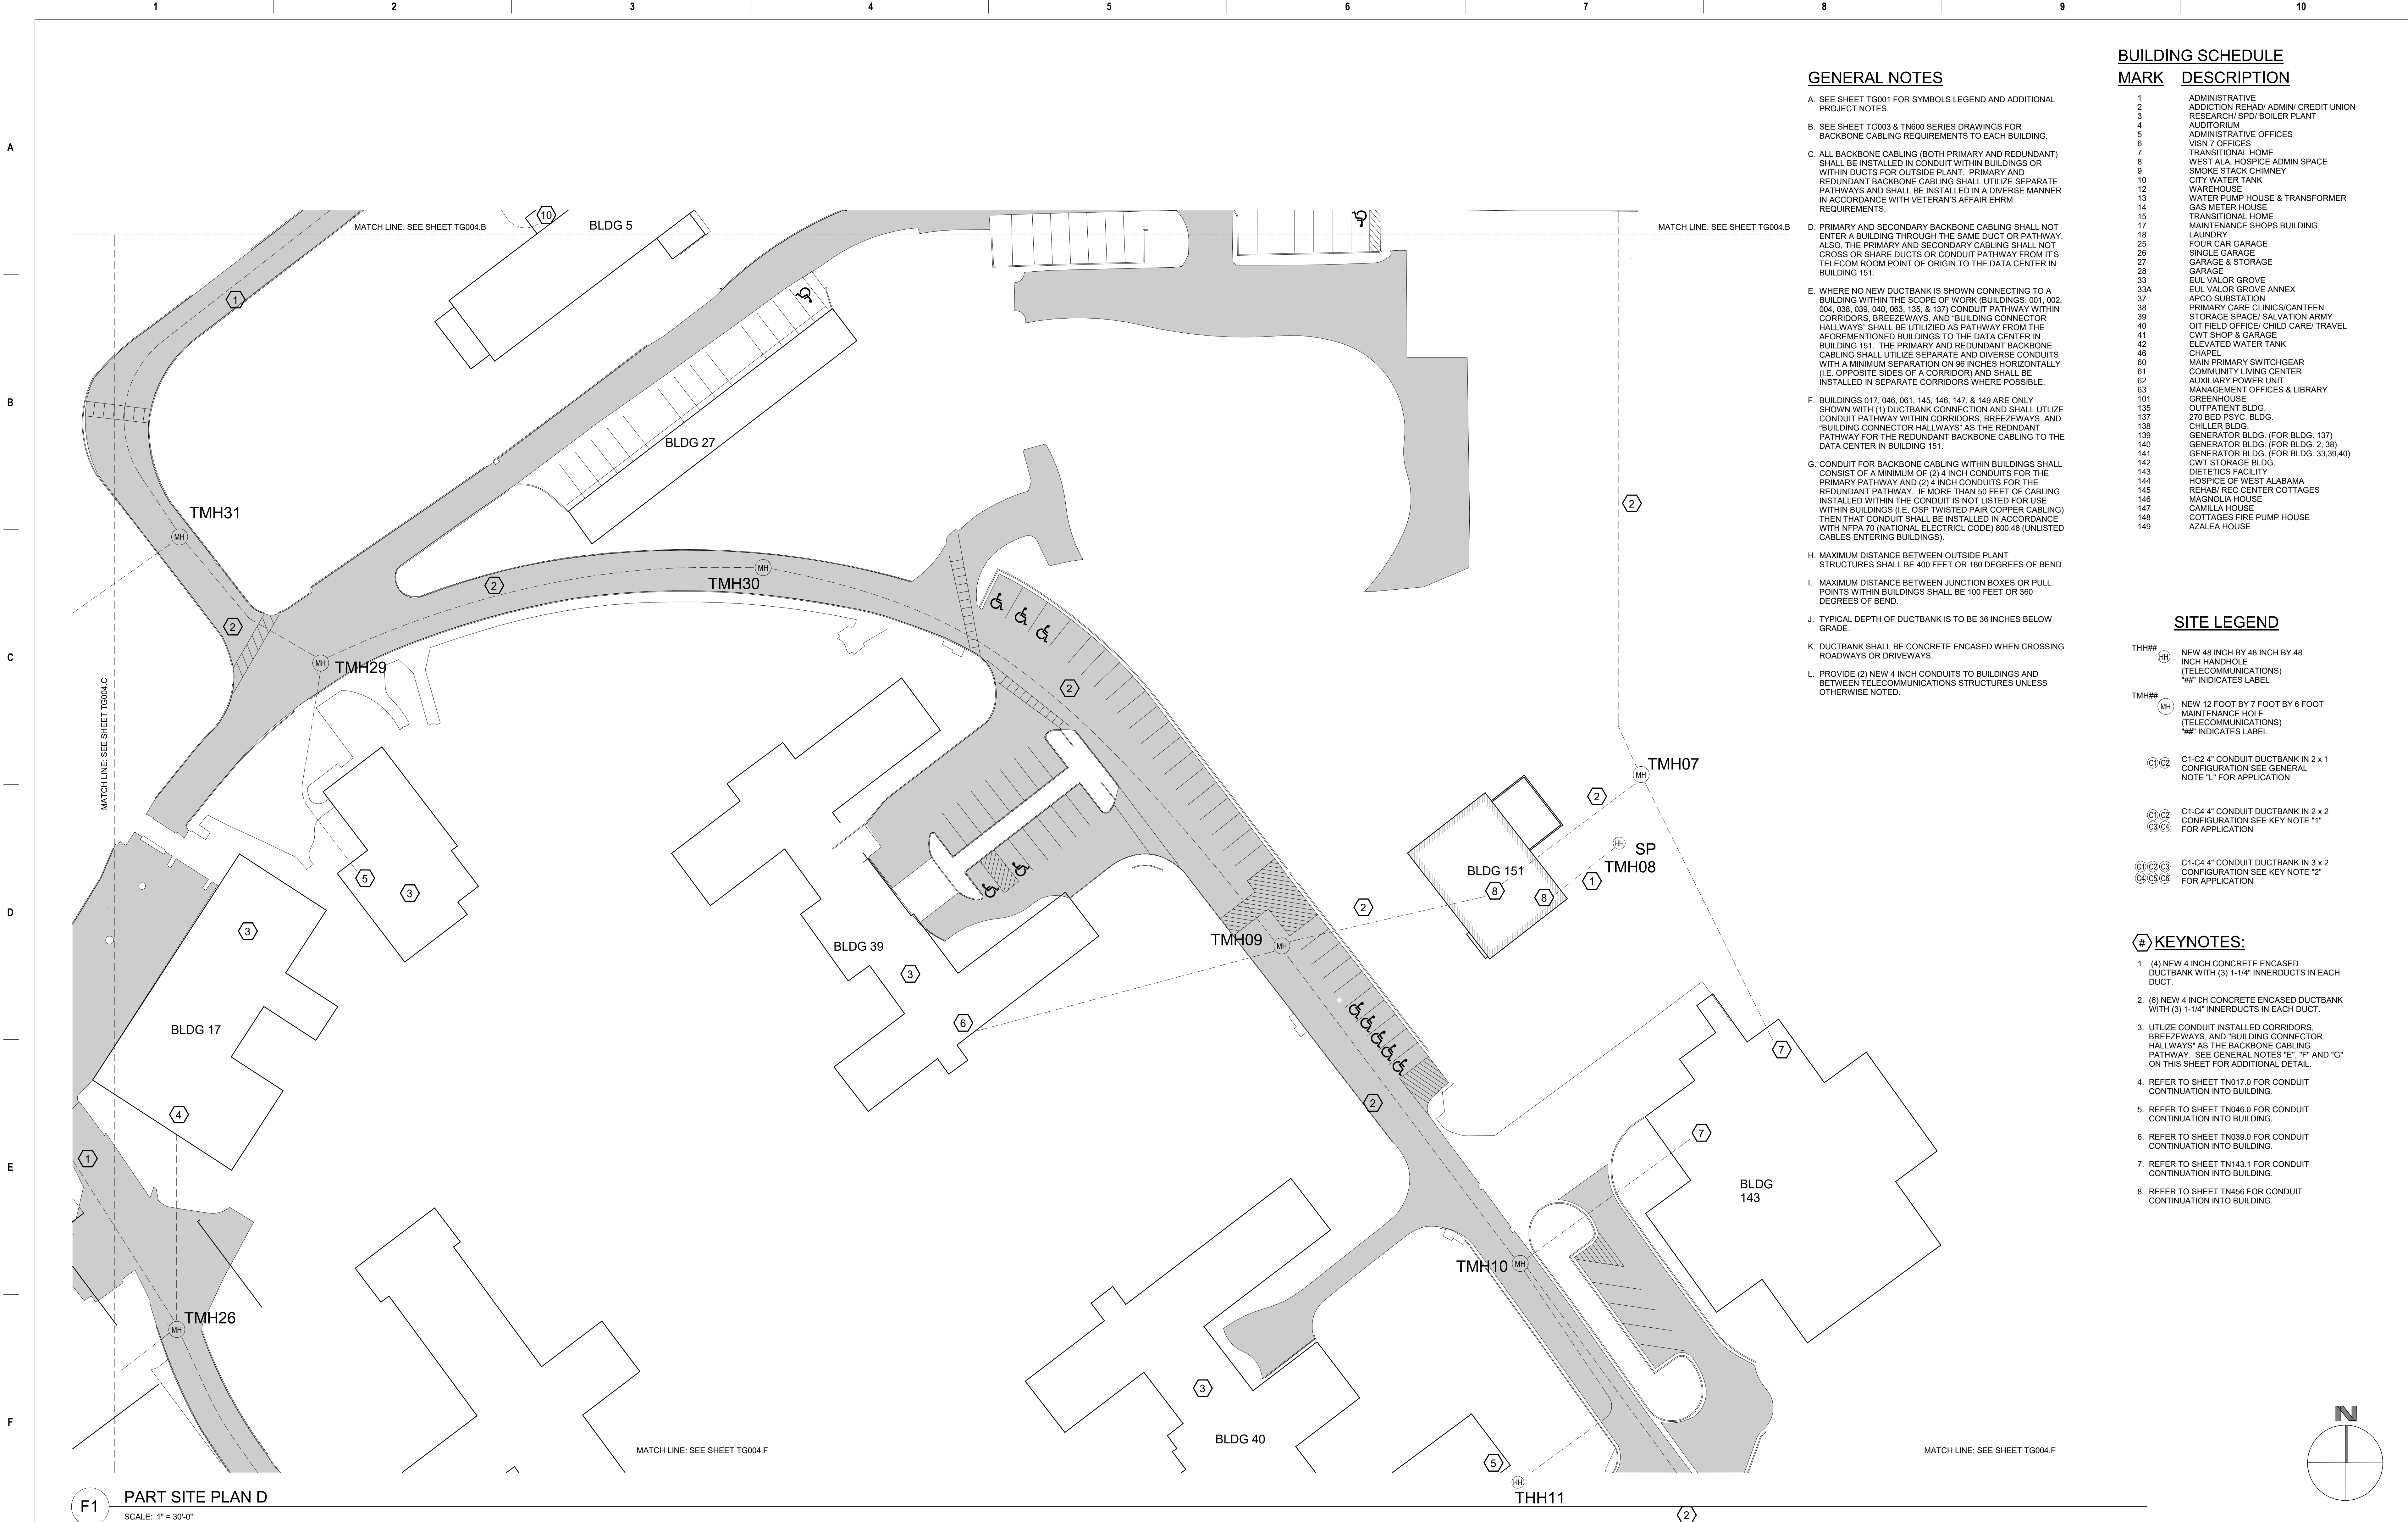 1 2 3 4 5 6 7 8 9 10
A
B
C
D
E
F
MATCH LINE: SEE SHEET TG004.B
10
BLDG 5
MATCH LINE: SEE SHEET TG004.B
1
BLDG 27
2
TMH31
MH
2
TMH30
MH
2
MH
TMH29
2
MATCH LINE: SEE SHEET TG004.C
TMH07
MH
2
HH
SP
TMH08
1
BLDG 151
8
8
2
5
3
3
BLDG 39
3
TMH09
MH
6
BLDG 17
7
4
2
7
1
BLDG
143
TMH10
MH
TMH26
MH
3
BLDG 40
MATCH LINE: SEE SHEET TG004.F
MATCH LINE: SEE SHEET TG004.F
5
HH
THH11
2
F1
PART SITE PLAN D
SCALE: 1" = 30'-0"
GENERAL NOTES
A. SEE SHEET TG001 FOR SYMBOLS LEGEND AND ADDITIONAL
PROJECT NOTES.
B. SEE SHEET TG003 & TN600 SERIES DRAWINGS FOR
BACKBONE CABLING REQUIREMENTS TO EACH BUILDING.
C. ALL BACKBONE CABLING (BOTH PRIMARY AND REDUNDANT)
SHALL BE INSTALLED IN CONDUIT WITHIN BUILDINGS OR
WITHIN DUCTS FOR OUTSIDE PLANT. PRIMARY AND
REDUNDANT BACKBONE CABLING SHALL UTILIZE SEPARATE
PATHWAYS AND SHALL BE INSTALLED IN A DIVERSE MANNER
IN ACCORDANCE WITH VETERAN'S AFFAIR EHRM
REQUIREMENTS.
D. PRIMARY AND SECONDARY BACKBONE CABLING SHALL NOT
ENTER A BUILDING THROUGH THE SAME DUCT OR PATHWAY.
ALSO, THE PRIMARY AND SECONDARY CABLING SHALL NOT
CROSS OR SHARE DUCTS OR CONDUIT PATHWAY FROM IT'S
TELECOM ROOM POINT OF ORIGIN TO THE DATA CENTER IN
BUILDING 151.
E. WHERE NO NEW DUCTBANK IS SHOWN CONNECTING TO A
BUILDING WITHIN THE SCOPE OF WORK (BUILDINGS: 001, 002,
004, 038, 039, 040, 063, 135, & 137) CONDUIT PATHWAY WITHIN
CORRIDORS, BREEZEWAYS, AND "BUILDING CONNECTOR
HALLWAYS" SHALL BE UTILIZIED AS PATHWAY FROM THE
AFOREMENTIONED BUILDINGS TO THE DATA CENTER IN
BUILDING 151. THE PRIMARY AND REDUNDANT BACKBONE
CABLING SHALL UTILIZE SEPARATE AND DIVERSE CONDUITS
WITH A MINIMUM SEPARATION ON 96 INCHES HORIZONTALLY
(I.E. OPPOSITE SIDES OF A CORRIDOR) AND SHALL BE
INSTALLED IN SEPARATE CORRIDORS WHERE POSSIBLE.
F. BUILDINGS 017, 046, 061, 145, 146, 147, & 149 ARE ONLY
SHOWN WITH (1) DUCTBANK CONNECTION AND SHALL UTLIZE
CONDUIT PATHWAY WITHIN CORRIDORS, BREEZEWAYS, AND
"BUILDING CONNECTOR HALLWAYS" AS THE REDNDANT
PATHWAY FOR THE REDUNDANT BACKBONE CABLING TO THE
DATA CENTER IN BUILDING 151.
G. CONDUIT FOR BACKBONE CABLING WITHIN BUILDINGS SHALL
CONSIST OF A MINIMUM OF (2) 4 INCH CONDUITS FOR THE
PRIMARY PATHWAY AND (2) 4 INCH CONDUITS FOR THE
REDUNDANT PATHWAY. IF MORE THAN 50 FEET OF CABLING
INSTALLED WITHIN THE CONDUIT IS NOT LISTED FOR USE
WITHIN BUILDINGS (I.E. OSP TWISTED PAIR COPPER CABLING)
THEN THAT CONDUIT SHALL BE INSTALLED IN ACCORDANCE
WITH NFPA 70 (NATIONAL ELECTRICL CODE) 800.48 (UNLISTED
CABLES ENTERING BUILDINGS).
H. MAXIMUM DISTANCE BETWEEN OUTSIDE PLANT
STRUCTURES SHALL BE 400 FEET OR 180 DEGREES OF BEND.
I. MAXIMUM DISTANCE BETWEEN JUNCTION BOXES OR PULL
POINTS WITHIN BUILDINGS SHALL BE 100 FEET OR 360
DEGREES OF BEND.
J. TYPICAL DEPTH OF DUCTBANK IS TO BE 36 INCHES BELOW
GRADE.
K. DUCTBANK SHALL BE CONCRETE ENCASED WHEN CROSSING
ROADWAYS OR DRIVEWAYS.
L. PROVIDE (2) NEW 4 INCH CONDUITS TO BUILDINGS AND
BETWEEN TELECOMMUNICATIONS STRUCTURES UNLESS
OTHERWISE NOTED.
BUILDING SCHEDULE
MARK DESCRIPTION
1 ADMINISTRATIVE
2 ADDICTION REHAD/ ADMIN/ CREDIT UNION
3 RESEARCH/ SPD/ BOILER PLANT
4 AUDITORIUM
5 ADMINISTRATIVE OFFICES
6 VISN 7 OFFICES
7 TRANSITIONAL HOME
8 WEST ALA. HOSPICE ADMIN SPACE
9 SMOKE STACK CHIMNEY
10 CITY WATER TANK
12 WAREHOUSE
13 WATER PUMP HOUSE & TRANSFORMER
14 GAS METER HOUSE
15 TRANSITIONAL HOME
17 MAINTENANCE SHOPS BUILDING
18 LAUNDRY
25 FOUR CAR GARAGE
26 SINGLE GARAGE
27 GARAGE & STORAGE
28 GARAGE
33 EUL VALOR GROVE
33A EUL VALOR GROVE ANNEX
37 APCO SUBSTATION
38 PRIMARY CARE CLINICS/CANTEEN
39 STORAGE SPACE/ SALVATION ARMY
40 OIT FIELD OFFICE/ CHILD CARE/ TRAVEL
41 CWT SHOP & GARAGE
42 ELEVATED WATER TANK
46 CHAPEL
60 MAIN PRIMARY SWITCHGEAR
61 COMMUNITY LIVING CENTER
62 AUXILIARY POWER UNIT
63 MANAGEMENT OFFICES & LIBRARY
101 GREENHOUSE
135 OUTPATIENT BLDG.
137 270 BED PSYC. BLDG.
138 CHILLER BLDG.
139 GENERATOR BLDG. (FOR BLDG. 137)
140 GENERATOR BLDG. (FOR BLDG. 2, 38)
141 GENERATOR BLDG. (FOR BLDG. 33,39,40)
142 CWT STORAGE BLDG.
143 DIETETICS FACILITY
144 HOSPICE OF WEST ALABAMA
145 REHAB/ REC CENTER COTTAGES
146 MAGNOLIA HOUSE
147 CAMILLA HOUSE
148 COTTAGES FIRE PUMP HOUSE
149 AZALEA HOUSE
SITE LEGEND
THH##
HH
NEW 48 INCH BY 48 INCH BY 48
INCH HANDHOLE
(TELECOMMUNICATIONS)
"##" INDICATES LABEL
TMH##
MH
NEW 12 FOOT BY 7 FOOT BY 6 FOOT
MAINTENANCE HOLE
(TELECOMMUNICATIONS)
"##" INDICATES LABEL
C1 C2
C1-C2 4" CONDUIT DUCTBANK IN 2 x 1
CONFIGURATION SEE GENERAL
NOTE "L" FOR APPLICATION
C1 C2
C3 C4
C1-C4 4" CONDUIT DUCTBANK IN 2 x 2
CONFIGURATION SEE KEY NOTE "1"
FOR APPLICATION
C1 C2 C3
C4 C5 C6
C1-C4 4" CONDUIT DUCTBANK IN 3 x 2
CONFIGURATION SEE KEY NOTE "2"
FOR APPLICATION
# KEYNOTES:
1. (4) NEW 4 INCH CONCRETE ENCASED
DUCTBANK WITH (3) 1-1/4" INNERDUCTS IN EACH
DUCT.
2. (6) NEW 4 INCH CONCRETE ENCASED DUCTBANK
WITH (3) 1-1/4" INNERDUCTS IN EACH DUCT.
3. UTLIZE CONDUIT INSTALLED CORRIDORS,
BREEZEWAYS, AND "BUILDING CONNECTOR
HALLWAYS" AS THE BACKBONE CABLING
PATHWAY. SEE GENERAL NOTES "E", "F" AND "G"
ON THIS SHEET FOR ADDITIONAL DETAIL.
4. REFER TO SHEET TN017.0 FOR CONDUIT
CONTINUATION INTO BUILDING.
5. REFER TO SHEET TN046.0 FOR CONDUIT
CONTINUATION INTO BUILDING.
6. REFER TO SHEET TN039.0 FOR CONDUIT
CONTINUATION INTO BUILDING.
7. REFER TO SHEET TN143.1 FOR CONDUIT
CONTINUATION INTO BUILDING.
8. REFER TO SHEET TN456 FOR CONDUIT
CONTINUATION INTO BUILDING.
N